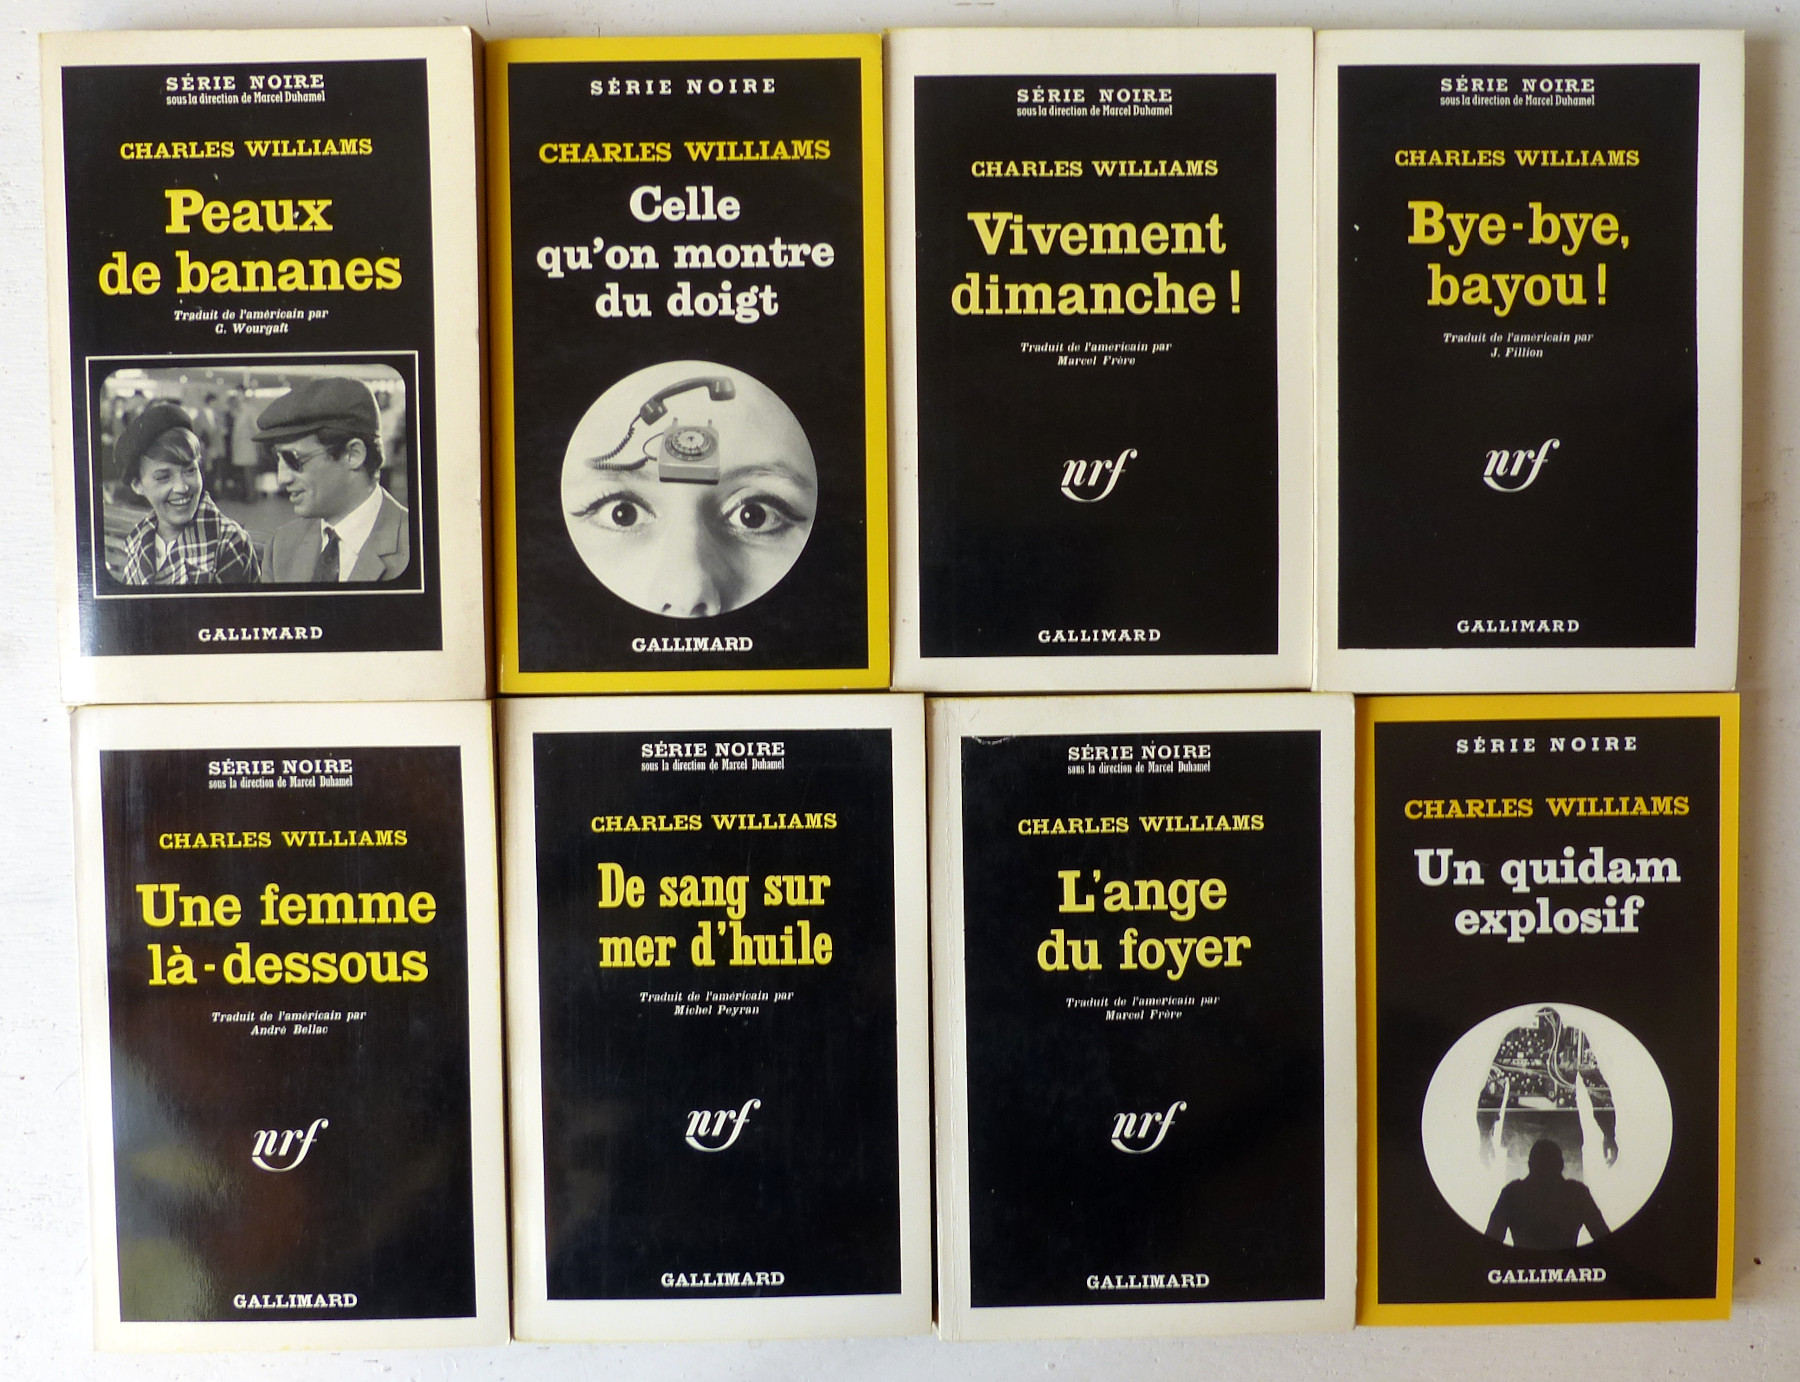 SÉRIE NOIRE
sous la direction de Marcel Duhamel
CHARLES WILLIAMS
Peaux
de bananes
Traduit de l'américain par
C. Wourgaft
GALLIMARD
SÉRIE NOIRE
CHARLES WILLIAMS
Celle
qu'on montre
du doigt
GALLIMARD
SÉRIE NOIRE
sous la direction de Marcel Duhamel
CHARLES WILLIAMS
Vivement
dimanche !
Traduit de l'américain par
Marcel Frère
nrf
GALLIMARD
SÉRIE NOIRE
sous la direction de Marcel Duhamel
CHARLES WILLIAMS
Bye-bye,
bayou !
Traduit de l'américain par
J. Fillion
nrf
GALLIMARD
SÉRIE NOIRE
sous la direction de Marcel Duhamel
CHARLES WILLIAMS
Une femme
là-dessous
Traduit de l'américain par
André Bellac
nrf
GALLIMARD
SÉRIE NOIRE
sous la direction de Marcel Duhamel
CHARLES WILLIAMS
De sang sur
mer d'huile
Traduit de l'américain par
Michel Peyran
nrf
GALLIMARD
SÉRIE NOIRE
sous la direction de Marcel Duhamel
CHARLES WILLIAMS
L'ange
du foyer
Traduit de l'américain par
Marcel Frère
nrf
GALLIMARD
SÉRIE NOIRE
CHARLES WILLIAMS
Un quidam
explosif
GALLIMARD